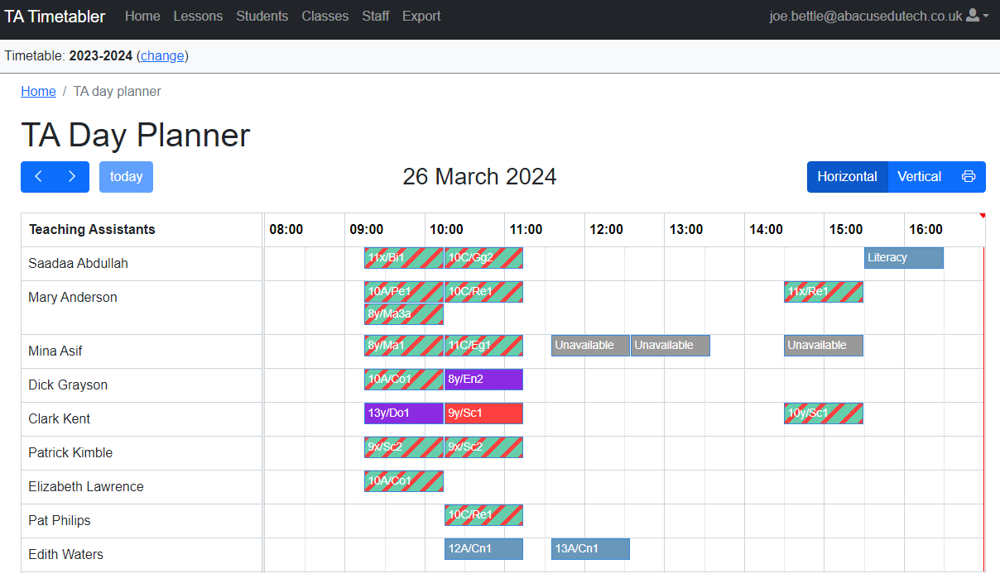 TA Timetabler Home Lessons Students Classes Staff Export joe.bettle@abacusedutech.co.uk
Timetable: 2023-2024 (change)
Home / TA day planner
TA Day Planner
today 26 March 2024 Horizontal Vertical
Teaching Assistants 08:00 09:00 10:00 11:00 12:00 13:00 14:00 15:00 16:00
Saadaa Abdullah 11x/Bi1 10C/Gg2 Literacy
Mary Anderson 10A/Pe1 10C/Re1 11x/Re1
8y/Ma3a
Mina Asif 8y/Ma1 11C/Eg1 Unavailable Unavailable Unavailable
Dick Grayson 10A/Co1 8y/En2
Clark Kent 13y/Do1 9y/Sc1 10y/Sc1
Patrick Kimble 9x/Sc2 9x/Sc2
Elizabeth Lawrence 10A/Co1
Pat Philips 10C/Re1
Edith Waters 12A/Cn1 13A/Cn1